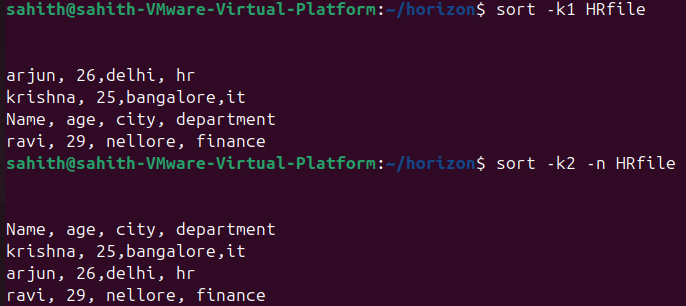 sahith@sahith-VMware-Virtual-Platform:~/horizon$ sort -k1 HRfile
arjun, 26,delhi, hr
krishna, 25,bangalore,it
Name, age, city, department
ravi, 29, nellore, finance
sahith@sahith-VMware-Virtual-Platform:~/horizon$ sort -k2 -n HRfile
Name, age, city, department
krishna, 25,bangalore,it
arjun, 26,delhi, hr
ravi, 29, nellore, finance